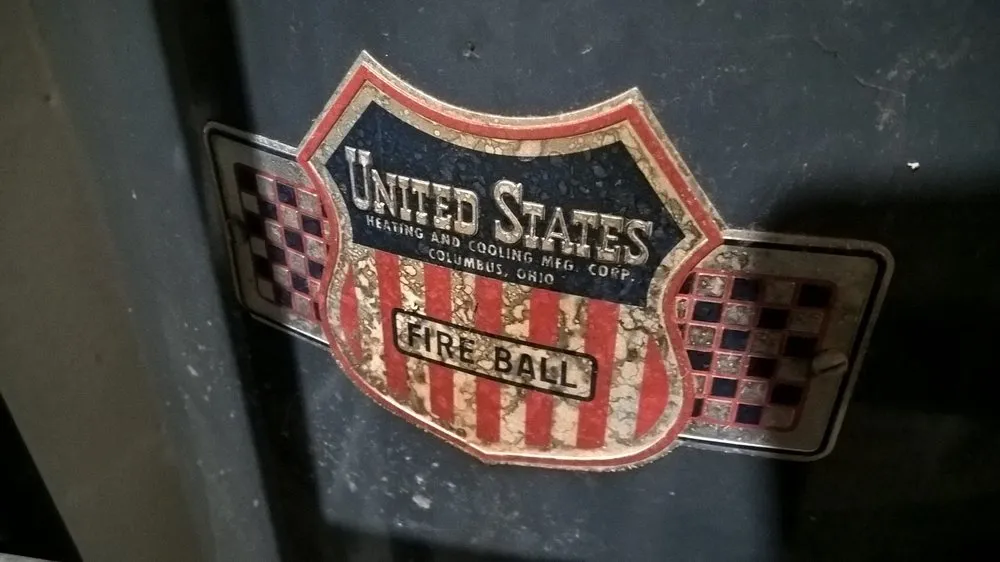 UNITED STATES
HEATING AND COOLING MFG. CORP.
COLUMBUS, OHIO
FIRE BALL